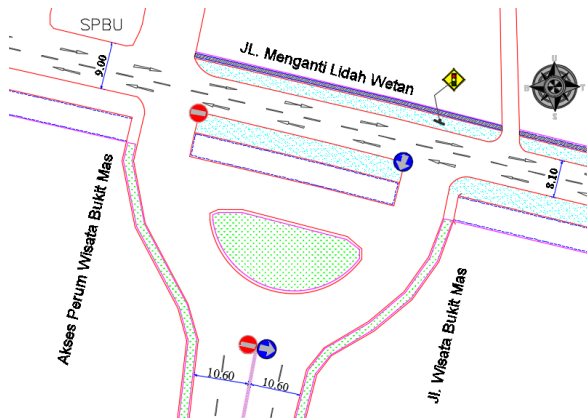 SPBU
JL. Menganti Lidah Wetan
9.00
U
B
T
S
8.10
Akses Perum Wisata Bukit Mas
Jl. Wisata Bukit Mas
10.60
10.60